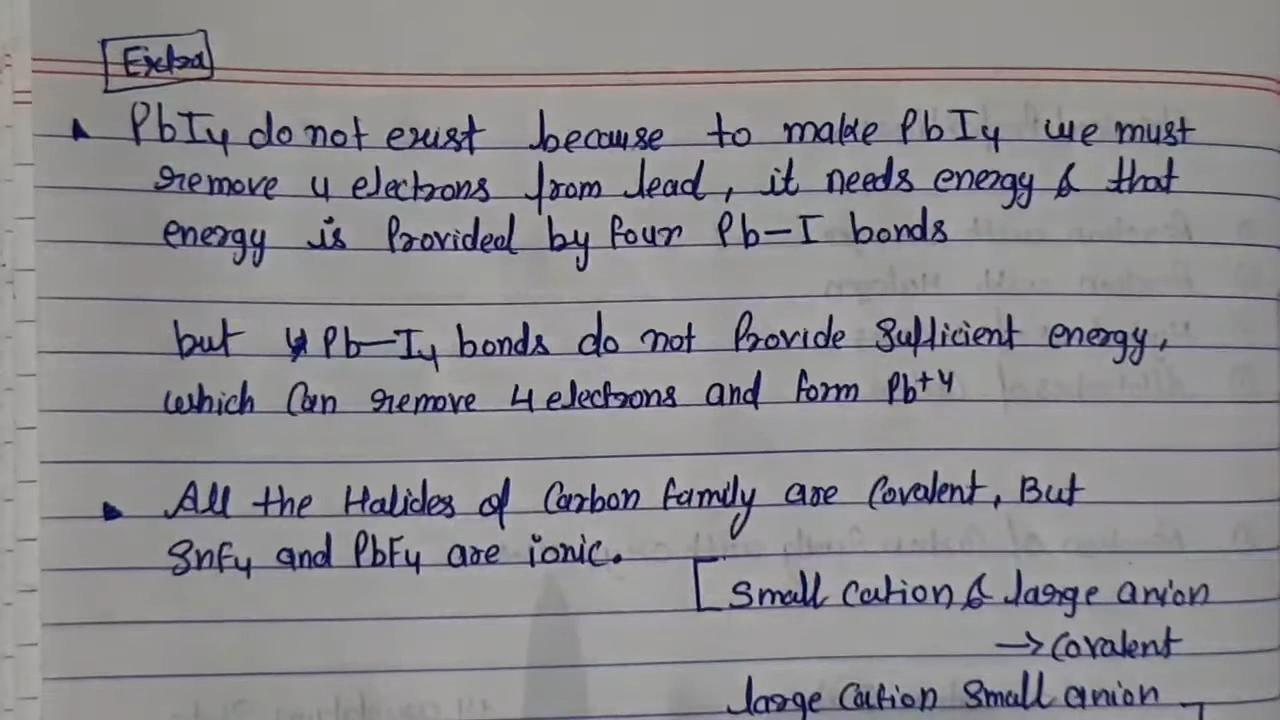 Extra
PbI4 do not exist because to make PbI4 we must
remove 4 electrons from lead, it needs energy & that
energy is Provided by four Pb-I bonds
but Pb-I4 bonds do not Provide Sufficient energy,
which Can remove 4 electrons and form Pb+4
All the Halides of Carbon family are Covalent, But
SnF4 and PbF4 are ionic.
[Small Cation & large anion
→ Covalent
large Cation Small anion